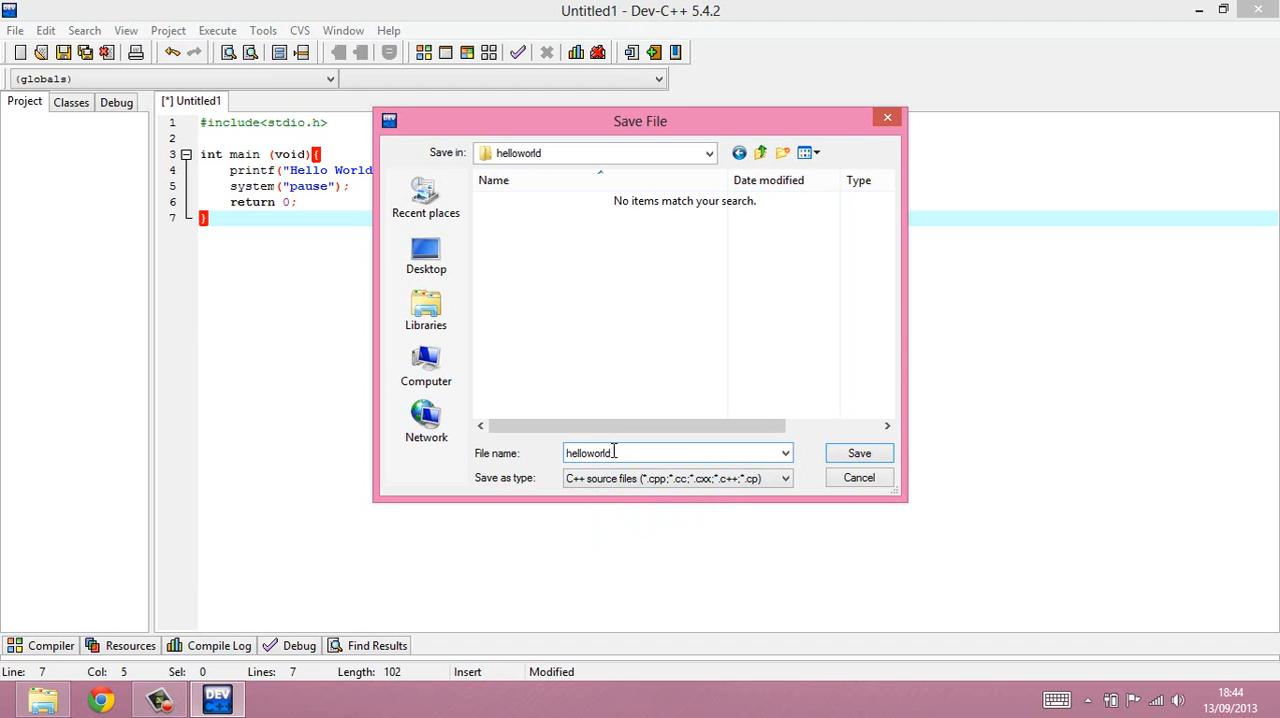 Untitled1 - Dev-C++ 5.4.2
File Edit Search View Project Execute Tools CVS Window Help
(globals)
Project Classes Debug [*] Untitled1
1 #include<stdio.h>
2
3 int main (void){
4 printf("Hello World
5 system("pause");
6 return 0;
7 }
DEV
Save File
Save in: helloworld
Name Date modified Type
No items match your search.
Recent places
Desktop
Libraries
Computer
Network
File name: helloworld
Save as type: C++ source files (*.cpp;*.cc;*.cxx;*.c++;*.cp)
Save
Cancel
Compiler Resources Compile Log Debug Find Results
Line: 7 Col: 5 Sel: 0 Lines: 7 Length: 102 Insert Modified
DEV
18:44
13/09/2013